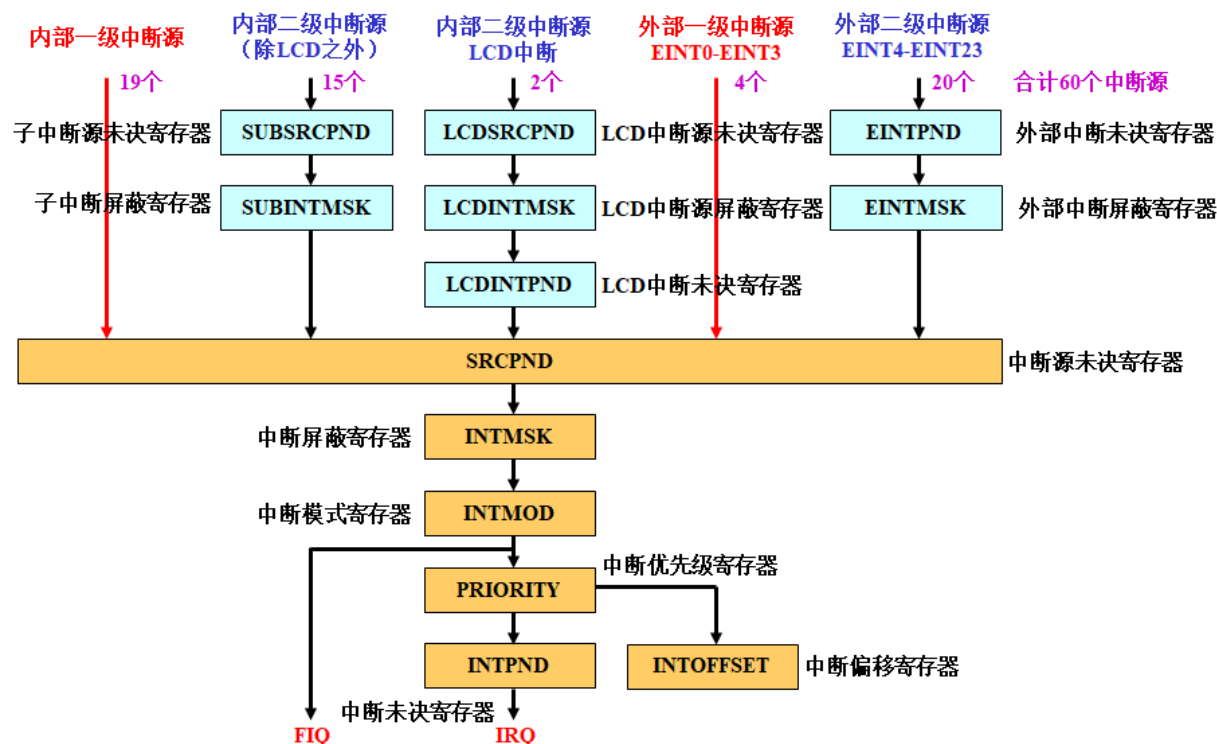 内部一级中断源
内部二级中断源
（除LCD之外）
内部二级中断源
LCD中断
外部一级中断源
EINT0-EINT3
外部二级中断源
EINT4-EINT23
19个
15个
2个
4个
20个
合计60个中断源
子中断源未决寄存器
SUBSRCPND
LCDSRCPND
LCD中断源未决寄存器
EINTPND
外部中断未决寄存器
子中断屏蔽寄存器
SUBINTMSK
LCDINTMSK
LCD中断源屏蔽寄存器
EINTMSK
外部中断屏蔽寄存器
LCDINTPND
LCD中断未决寄存器
SRCPND
中断源未决寄存器
中断屏蔽寄存器
INTMSK
中断模式寄存器
INTMOD
中断优先级寄存器
PRIORITY
INTPND
INTOFFSET
中断偏移寄存器
中断未决寄存器
FIQ
IRQ